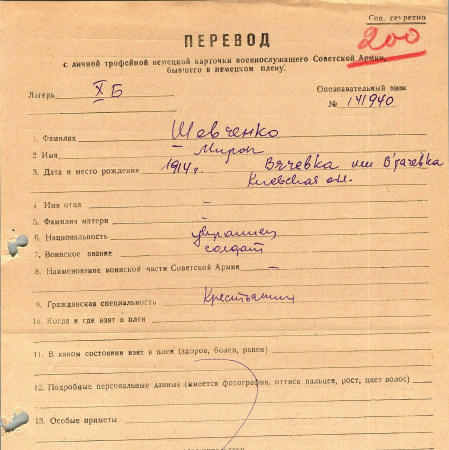 Сов. секретно
200
ПЕРЕВОД
с личной трофейной немецкой карточки военнослужащего Советской Армии,
бывшего в немецком плену.
Лагерь X Б
Опознавательный знак
№ 141940
1. Фамилия Шевченко
2 Имя Мирон
3. Дата и место рождения 1914 г. Вячевка или В'рачевка
Киевская обл.
4 Имя отца –
5. Фамилия матери –
6. Национальность украинец
7. Воинское звание солдат
8. Наименование воинской части Советской Армии –
9. Гражданская специальность Крестьянин
10. Когда и где взят в плен
11. В каком состоянии взят в плен (здоров, болен, ранен)
12. Подробные персональные данные (имеется фотография, оттиск пальцев, рост, цвет волос)
13. Особые приметы